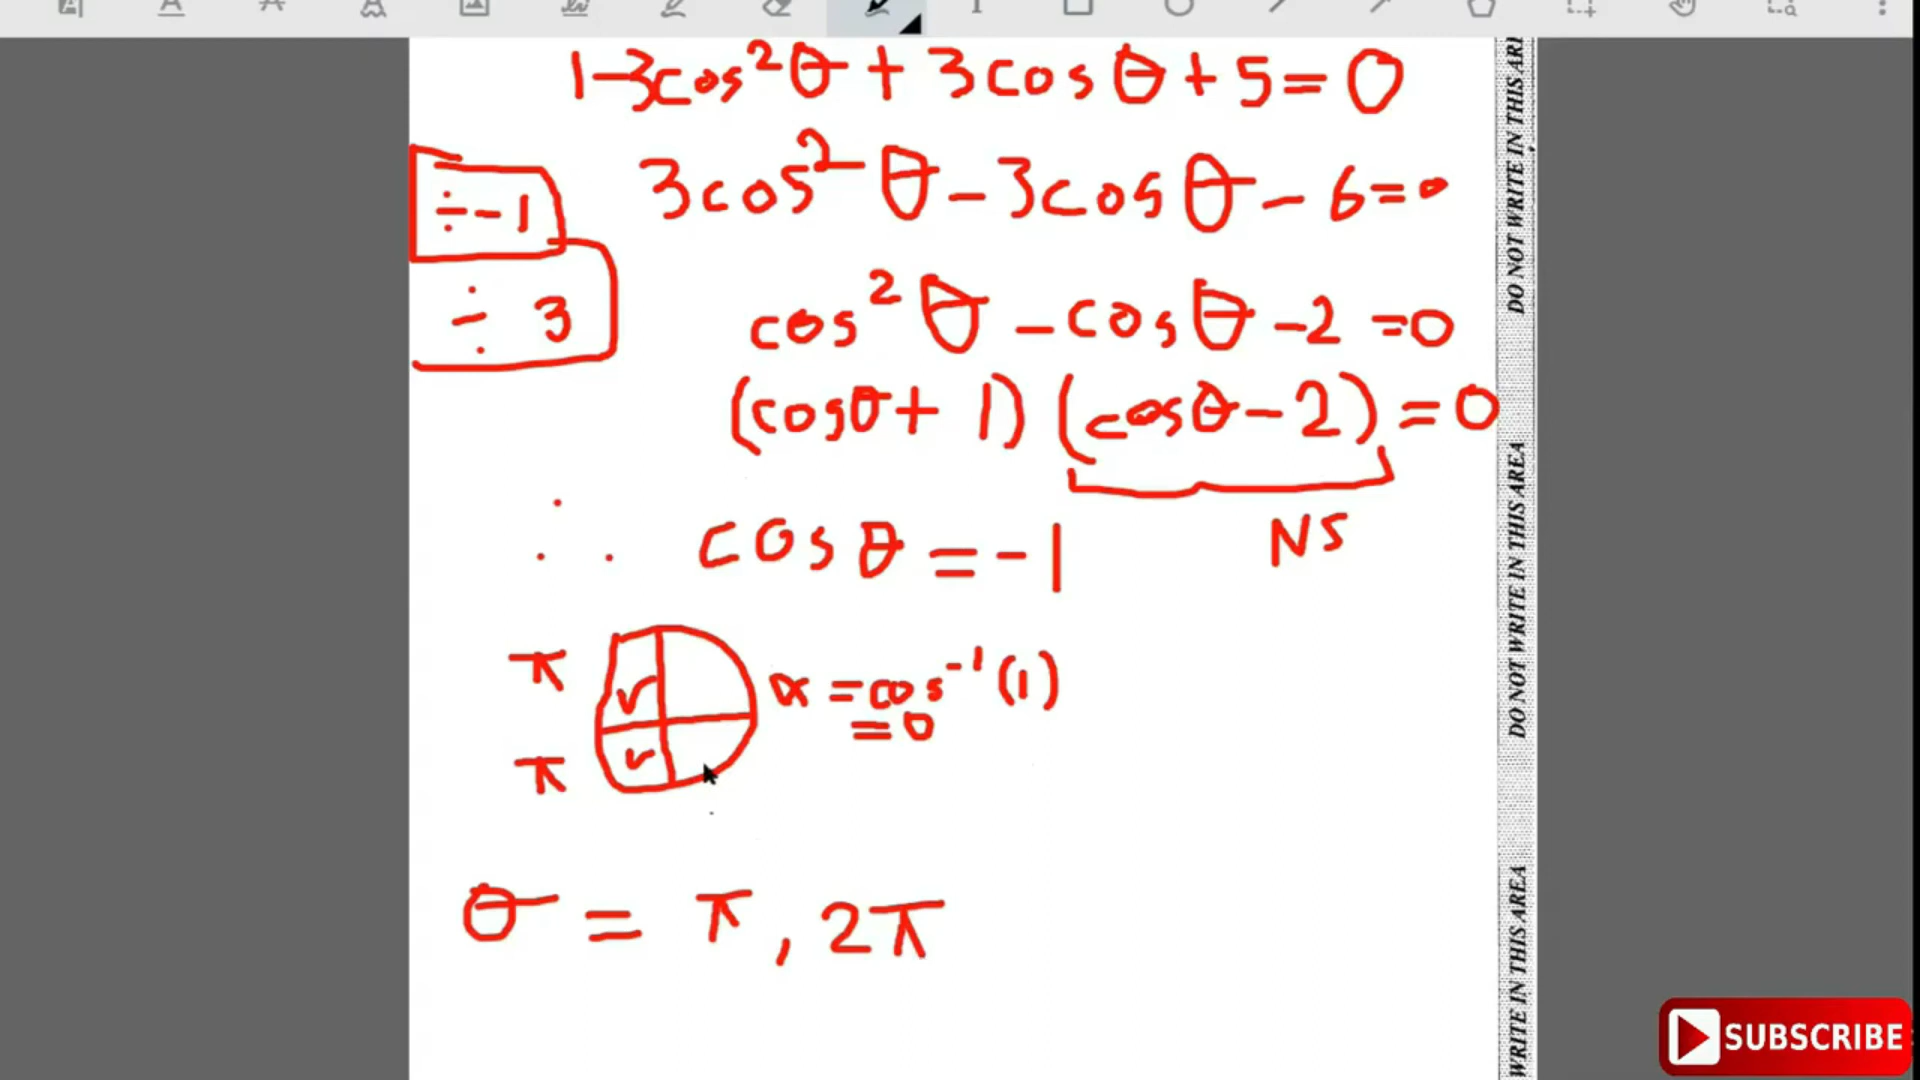 1-3cos²θ + 3cosθ + 5 = 0
÷-1
3cos²θ - 3cosθ - 6 = 0
÷ 3
cos²θ - cosθ - 2 = 0
(cosθ + 1) (cosθ - 2) = 0
NS
∴ cosθ = -1
π
π
α = cos⁻¹(1)
= 0
θ = π, 2π
DO NOT WRITE IN THIS AR
DO NOT WRITE IN THIS AREA
WRITE IN THIS AREA
SUBSCRIBE